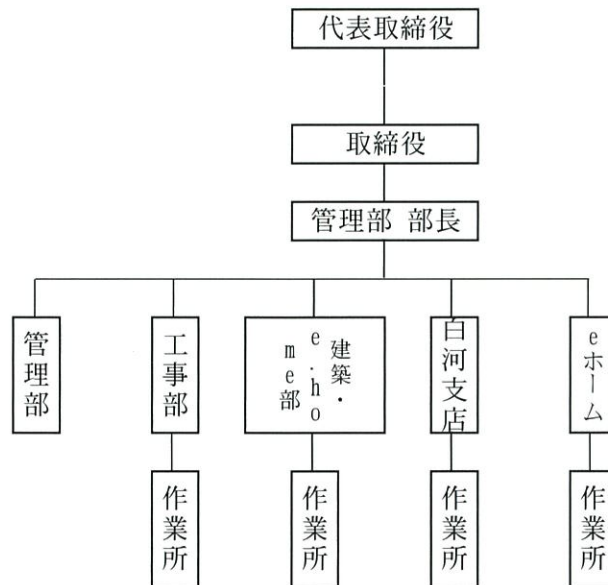 代表取締役
取締役
管理部 部長
管理部
工事部
建築・
e.ho
me部
白河支店
eホーム
作業所
作業所
作業所
作業所